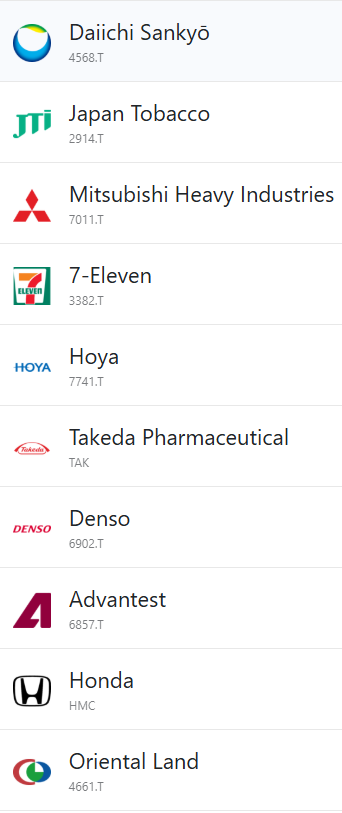 Daiichi Sankyō
4568.T
JTi
Japan Tobacco
2914.T
Mitsubishi Heavy Industries
7011.T
7
ELEVEN
7-Eleven
3382.T
HOYA
Hoya
7741.T
Takeda
Takeda Pharmaceutical
TAK
DENSO
Denso
6902.T
Advantest
6857.T
Honda
HMC
Oriental Land
4661.T